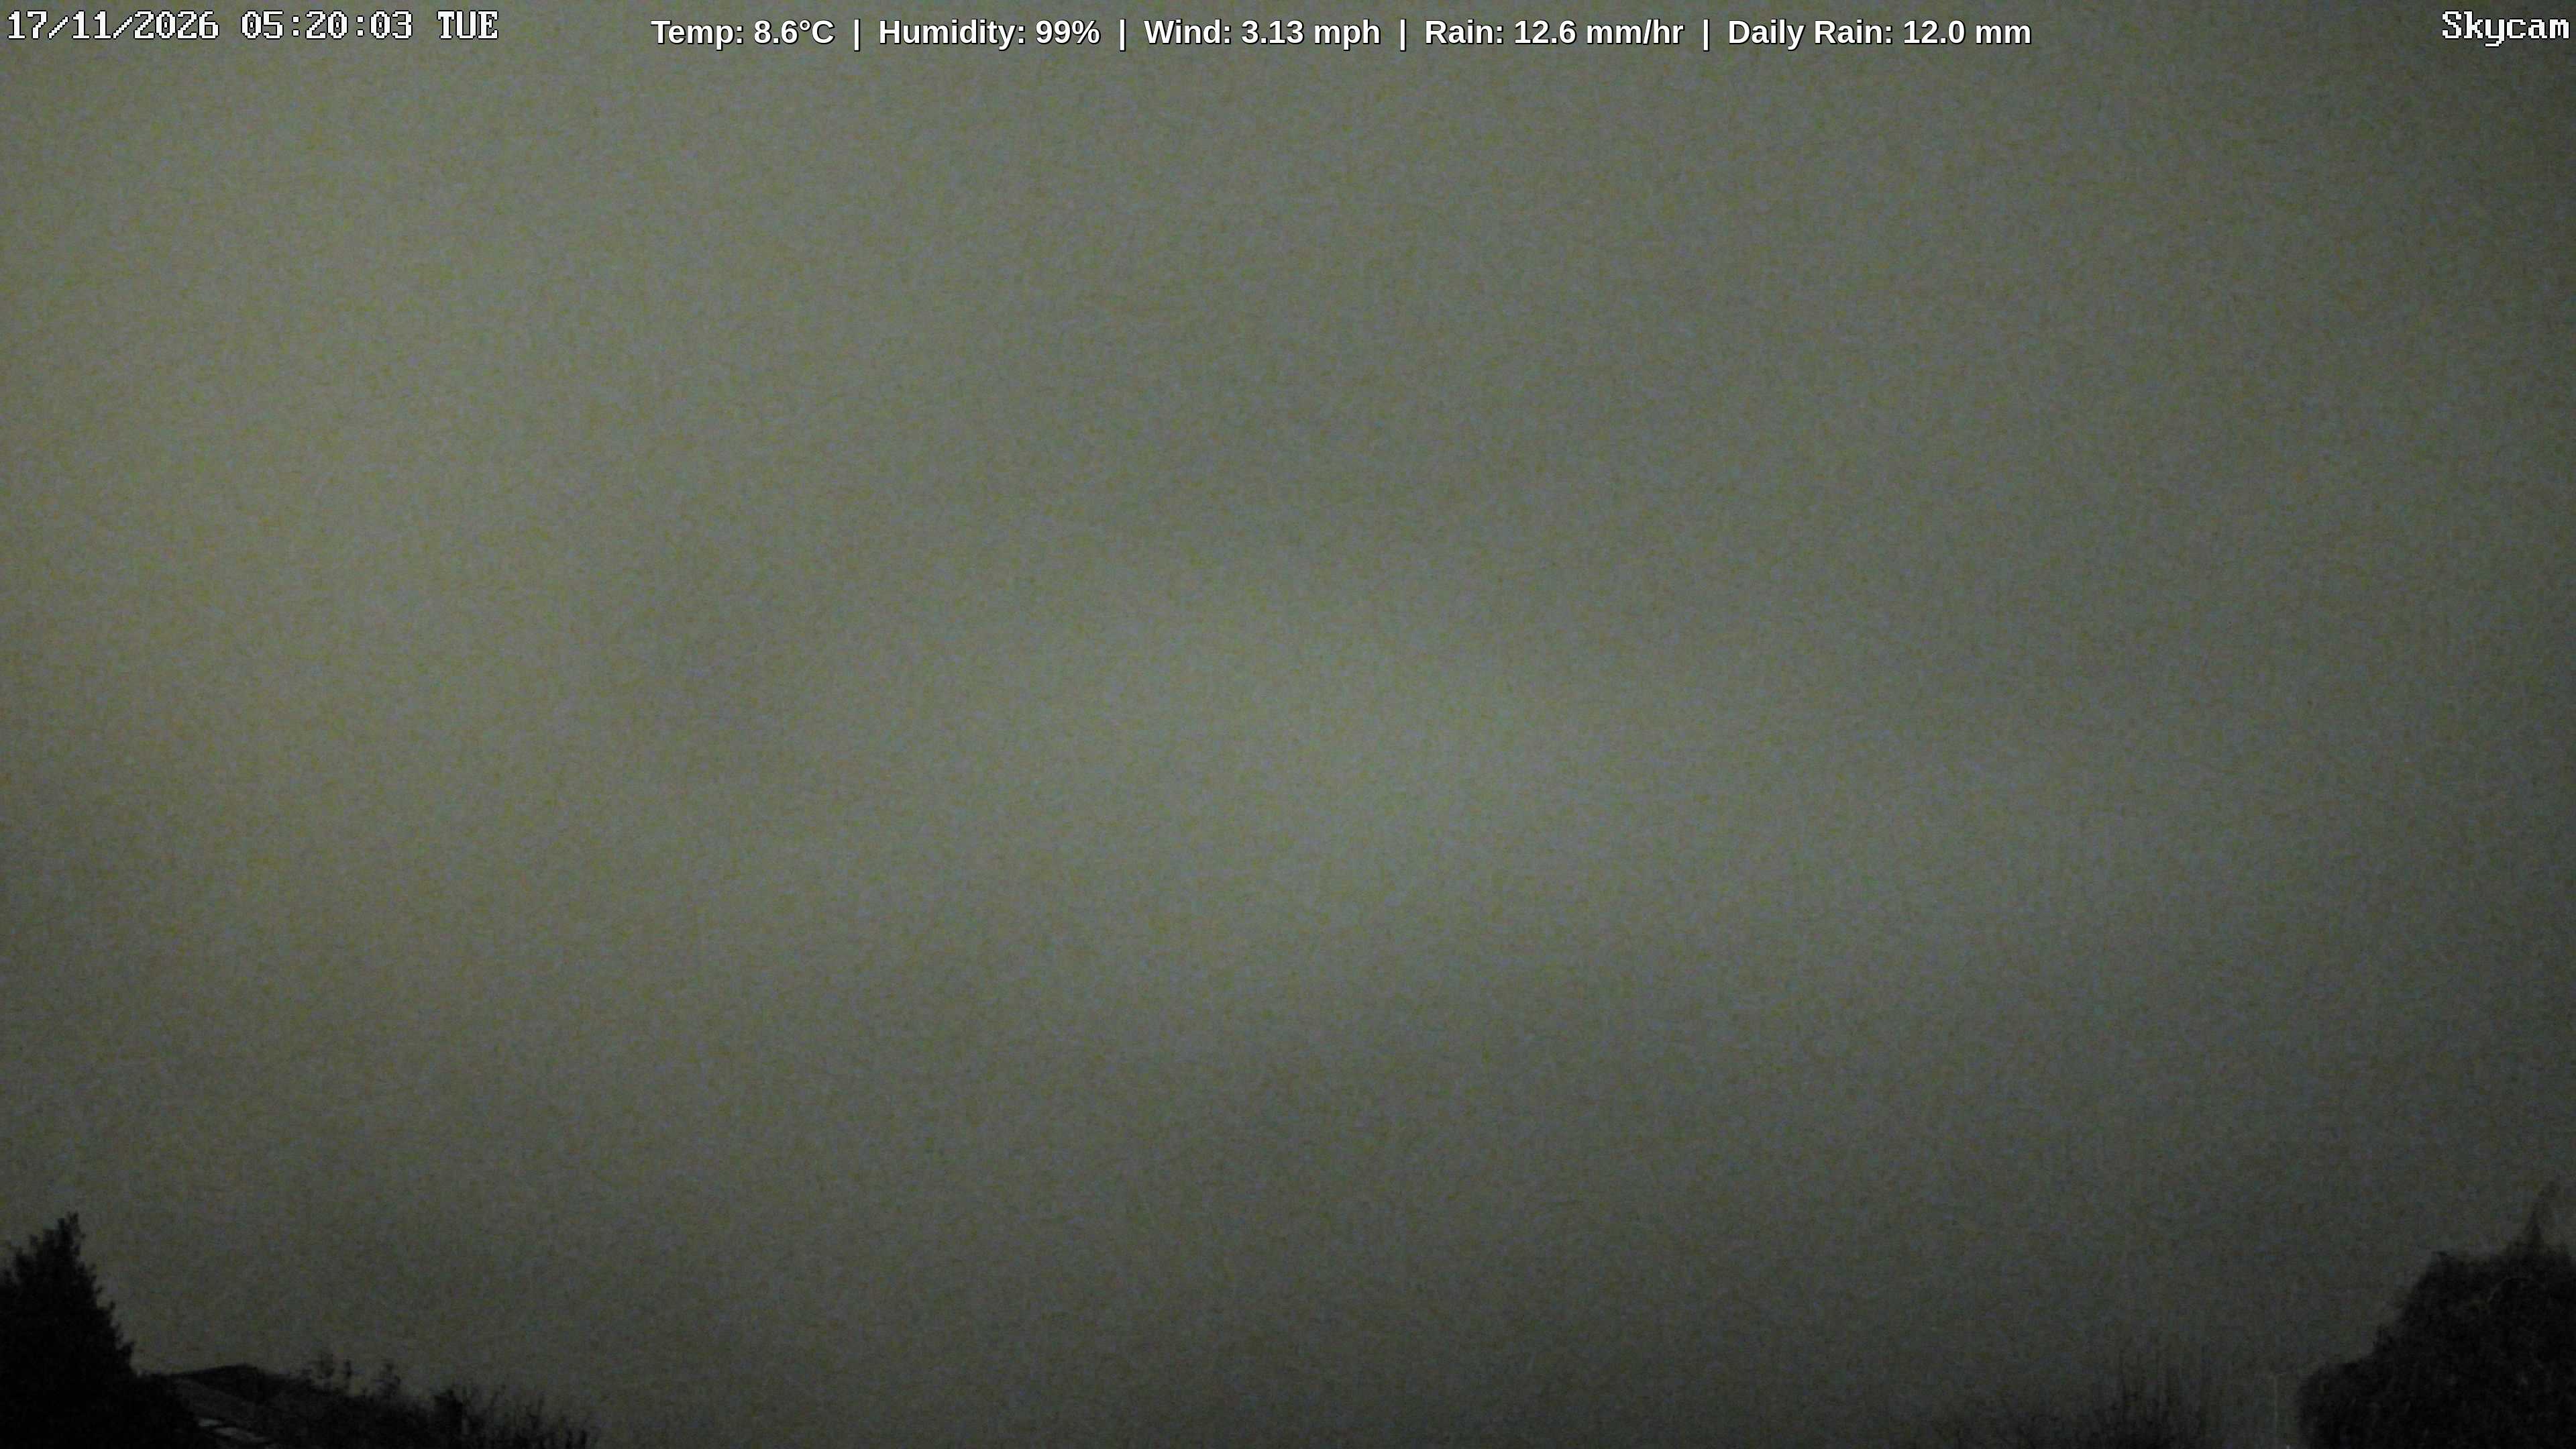 17/11/2026 05:20:03 TUE
Temp: 8.6°C | Humidity: 99% | Wind: 3.13 mph | Rain: 12.6 mm/hr | Daily Rain: 12.0 mm
Skycam